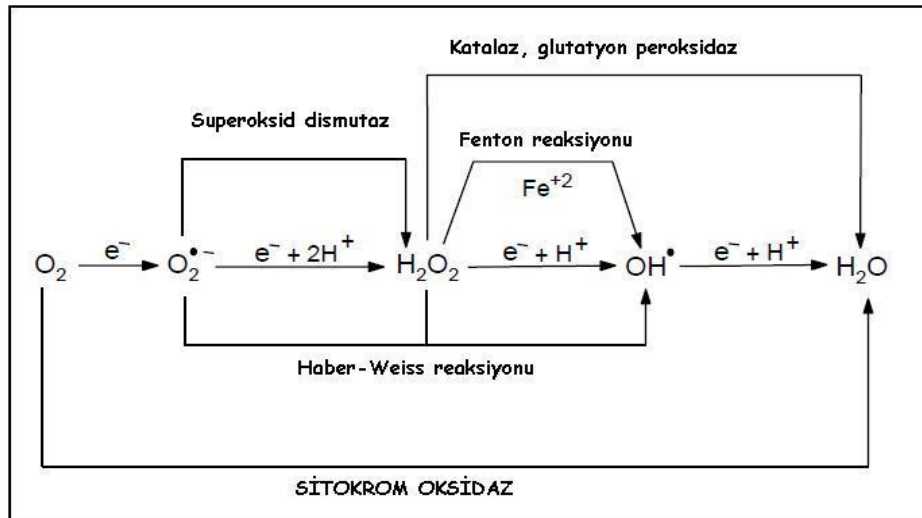 Katalaz, glutatyon peroksidaz
Superoksid dismutaz
Fenton reaksiyonu
Fe⁺²
O₂ e⁻ O₂•⁻ e⁻ + 2H⁺ H₂O₂ e⁻ + H⁺ OH• e⁻ + H⁺ H₂O
Haber-Weiss reaksiyonu
SİTOKROM OKSİDAZ